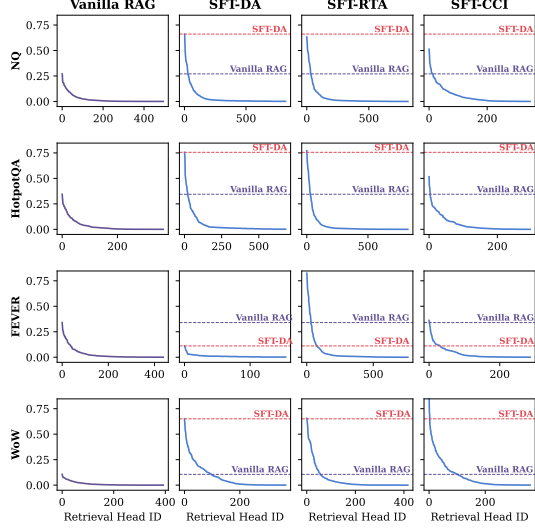 Vanilla RAG SFT-DA SFT-RTA SFT-CCI
NQ
0.75
0.50
0.25
0.00
SFT-DA
Vanilla RAG
SFT-DA
Vanilla RAG
SFT-DA
Vanilla RAG
0 200 400 0 500 0 500 0 200
HotpotQA
0.75
0.50
0.25
0.00
SFT-DA
Vanilla RAG
SFT-DA
Vanilla RAG
SFT-DA
Vanilla RAG
0 200 0 250 500 0 500 0 200
FEVER
0.75
0.50
0.25
0.00
Vanilla RAG
SFT-DA
Vanilla RAG
SFT-DA
Vanilla RAG
SFT-DA
0 200 400 0 100 0 500 0 200
WoW
0.75
0.50
0.25
0.00
SFT-DA
Vanilla RAG
SFT-DA
Vanilla RAG
SFT-DA
Vanilla RAG
0 200 400 0 200 0 200 400 0 200
Retrieval Head ID Retrieval Head ID Retrieval Head ID Retrieval Head ID